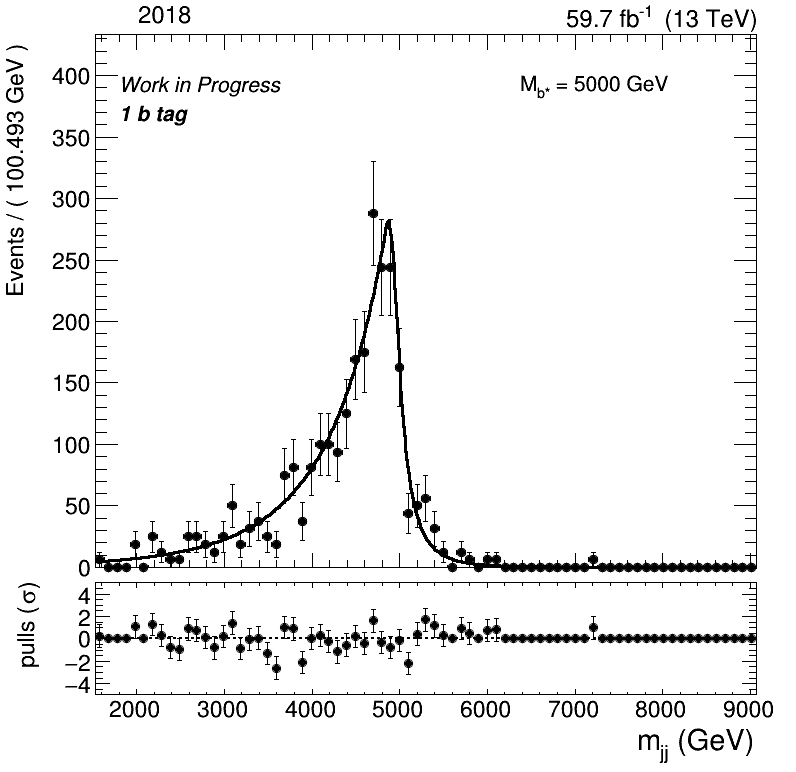 2018
59.7 fb⁻¹ (13 TeV)
Events / ( 100.493 GeV )
400
350
300
250
200
150
100
50
0
Work in Progress
1 b tag
M_b* = 5000 GeV
pulls (σ)
4
2
0
−2
−4
2000 3000 4000 5000 6000 7000 8000 9000
m_jj (GeV)